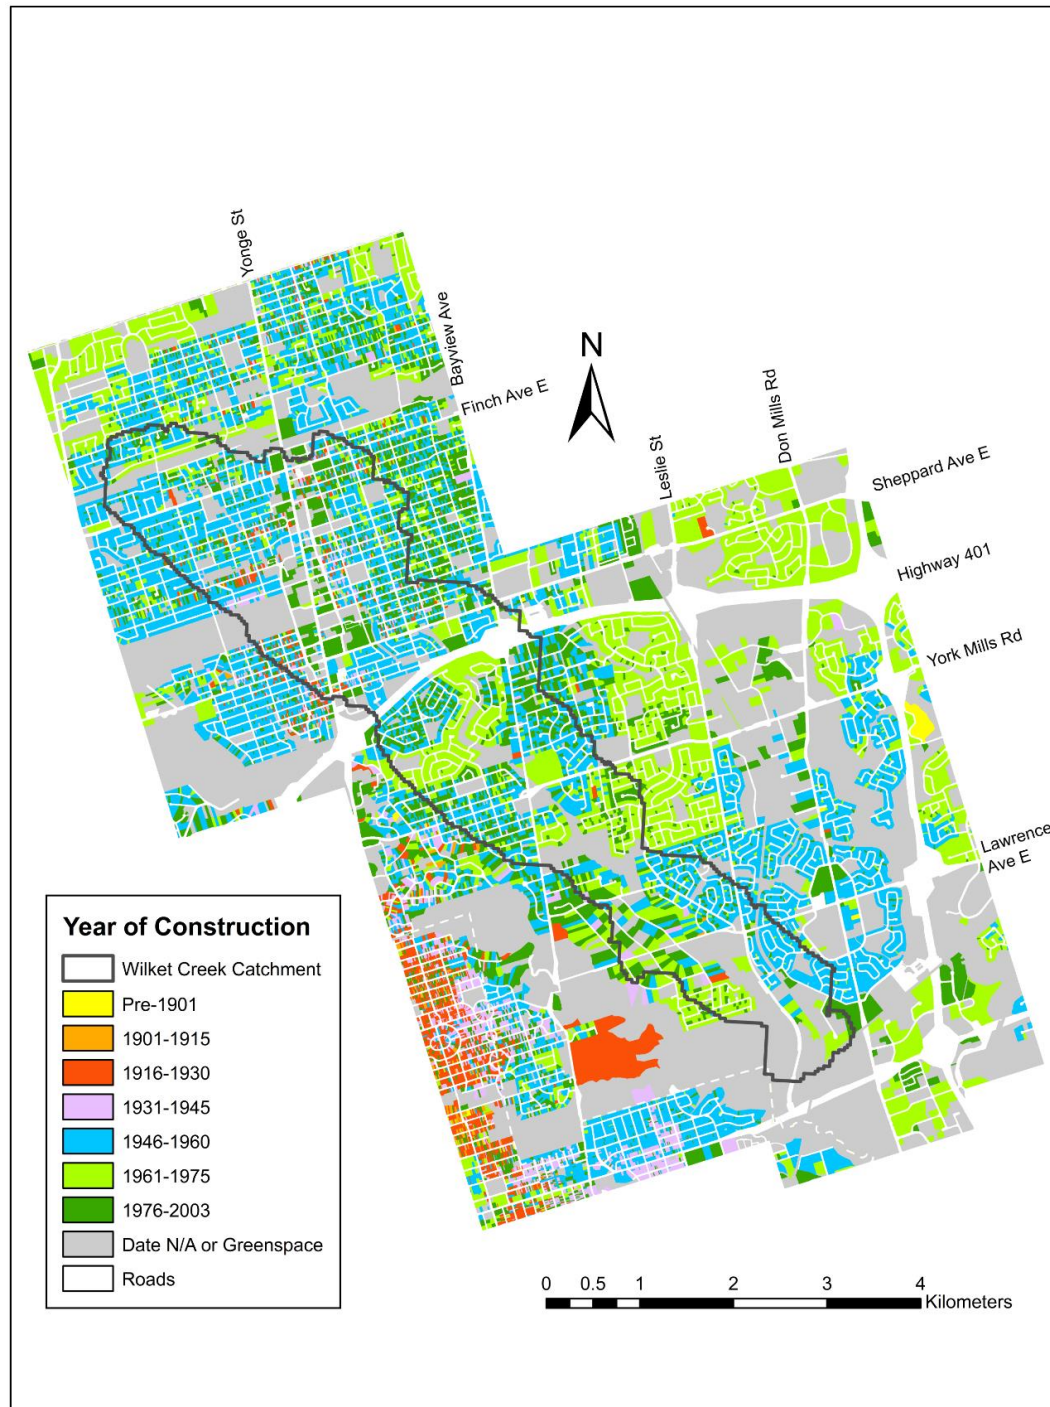 Yonge St
Bayview Ave
Finch Ave E
N
Leslie St
Don Mills Rd
Sheppard Ave E
Highway 401
York Mills Rd
Lawrence
Ave E
Year of Construction
Wilket Creek Catchment
Pre-1901
1901-1915
1916-1930
1931-1945
1946-1960
1961-1975
1976-2003
Date N/A or Greenspace
Roads
0 0.5 1 2 3 4
Kilometers